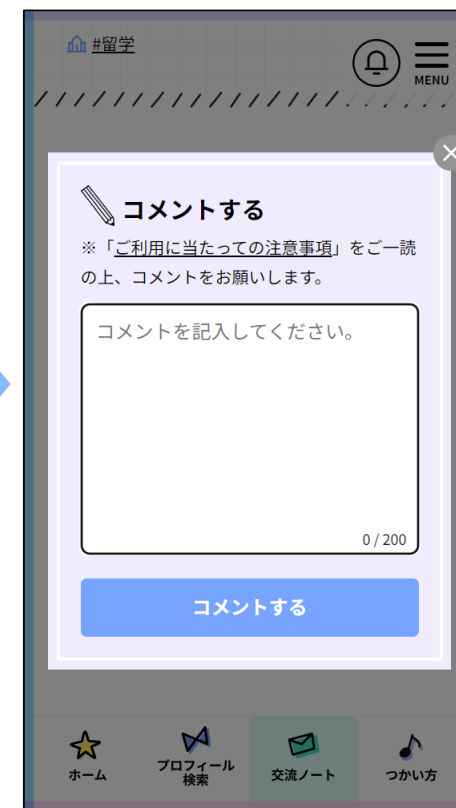 #留学
MENU
コメントする
※「ご利用に当たっての注意事項」をご一読
の上、コメントをお願いします。
コメントを記入してください。
0 / 200
コメントする
ホーム
プロフィール
検索
交流ノート
つかい方